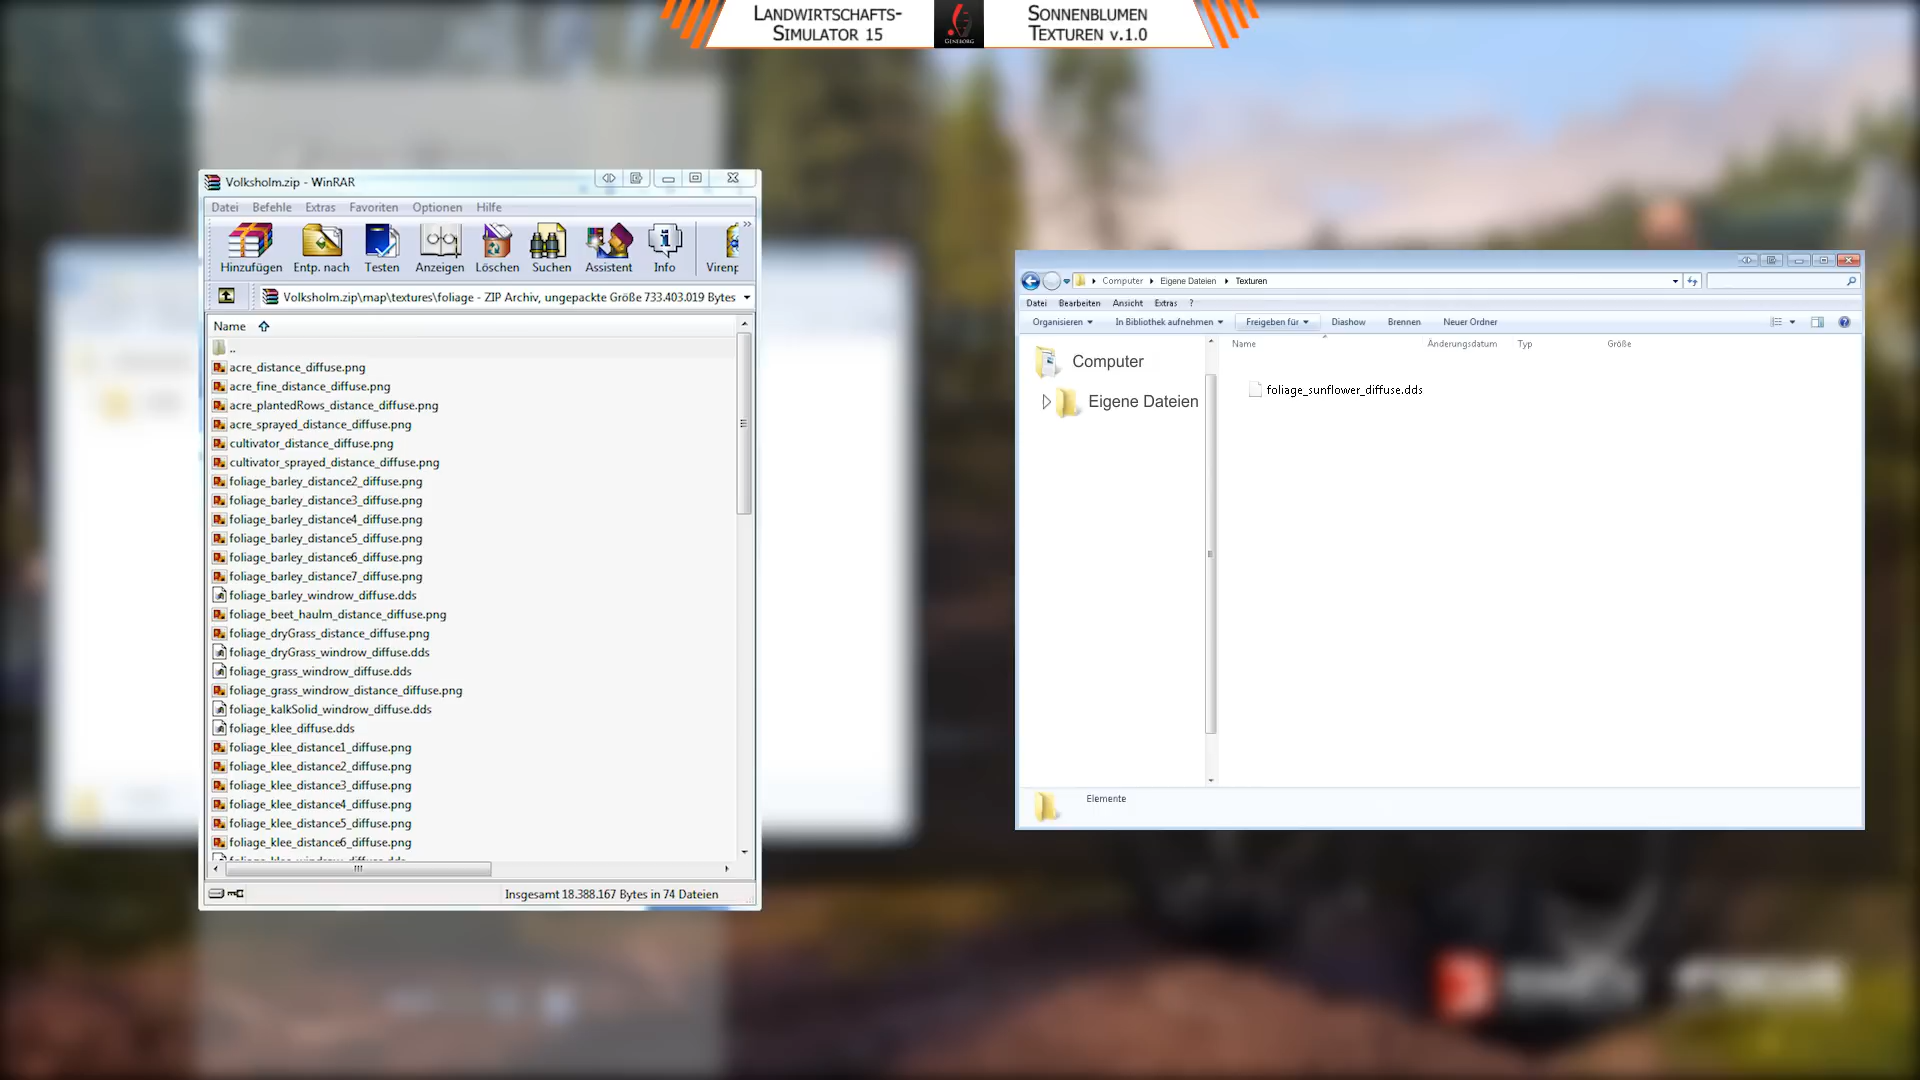 Landwirtschafts-
Simulator 15
Geneborg
Sonnenblumen
Texturen v.1.0
Volksholm.zip - WinRAR
Datei Befehle Extras Favoriten Optionen Hilfe
Hinzufügen Entp. nach Testen Anzeigen Löschen Suchen Assistent Info Virenp
Volksholm.zip\map\textures\foliage - ZIP Archiv, ungepackte Größe 733.403.019 Bytes
Name
..
acre_distance_diffuse.png
acre_fine_distance_diffuse.png
acre_plantedRows_distance_diffuse.png
acre_sprayed_distance_diffuse.png
cultivator_distance_diffuse.png
cultivator_sprayed_distance_diffuse.png
foliage_barley_distance2_diffuse.png
foliage_barley_distance3_diffuse.png
foliage_barley_distance4_diffuse.png
foliage_barley_distance5_diffuse.png
foliage_barley_distance6_diffuse.png
foliage_barley_distance7_diffuse.png
foliage_barley_windrow_diffuse.dds
foliage_beet_haulm_distance_diffuse.png
foliage_dryGrass_distance_diffuse.png
foliage_dryGrass_windrow_diffuse.dds
foliage_grass_windrow_diffuse.dds
foliage_grass_windrow_distance_diffuse.png
foliage_kalkSolid_windrow_diffuse.dds
foliage_klee_diffuse.dds
foliage_klee_distance1_diffuse.png
foliage_klee_distance2_diffuse.png
foliage_klee_distance3_diffuse.png
foliage_klee_distance4_diffuse.png
foliage_klee_distance5_diffuse.png
foliage_klee_distance6_diffuse.png
foliage_klee_windrow_diffuse.dds
Insgesamt 18.388.167 Bytes in 74 Dateien
Computer Eigene Dateien Texturen
Datei Bearbeiten Ansicht Extras ?
Organisieren In Bibliothek aufnehmen Freigeben für Diashow Brennen Neuer Ordner
Name Änderungsdatum Typ Größe
Computer
Eigene Dateien
foliage_sunflower_diffuse.dds
Elemente